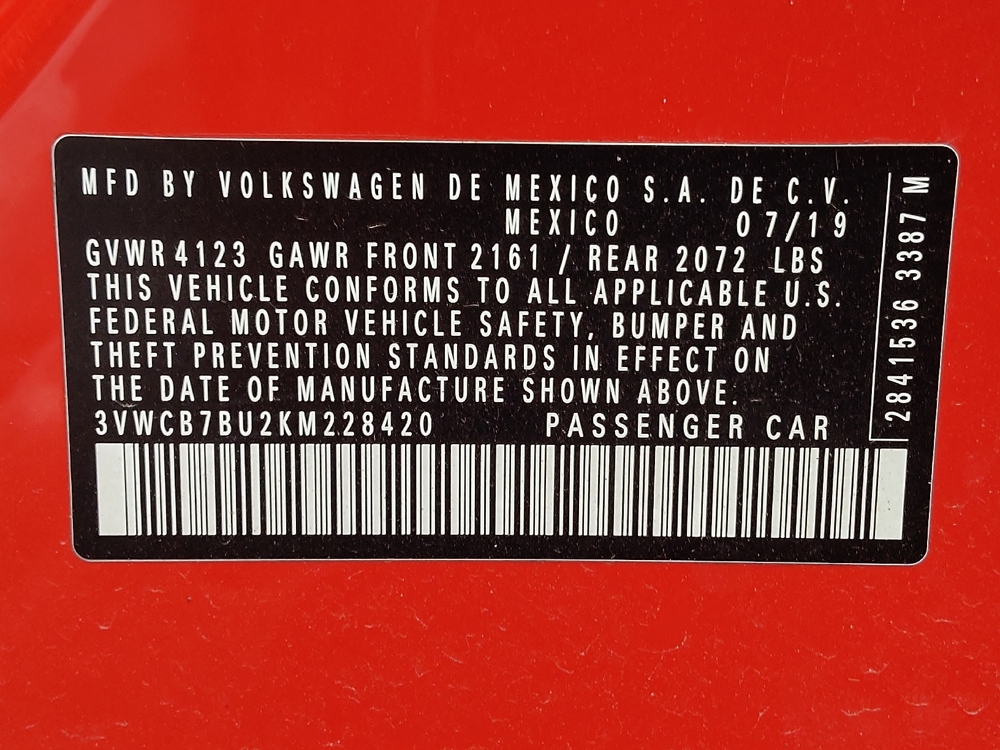 MFD BY VOLKSWAGEN DE MEXICO S.A. DE C.V.
MEXICO 07/19
GVWR 4123 GAWR FRONT 2161 / REAR 2072 LBS
THIS VEHICLE CONFORMS TO ALL APPLICABLE U.S.
FEDERAL MOTOR VEHICLE SAFETY, BUMPER AND
THEFT PREVENTION STANDARDS IN EFFECT ON
THE DATE OF MANUFACTURE SHOWN ABOVE.
3VWCB7BU2KM228420 PASSENGER CAR
2841536 3387 M